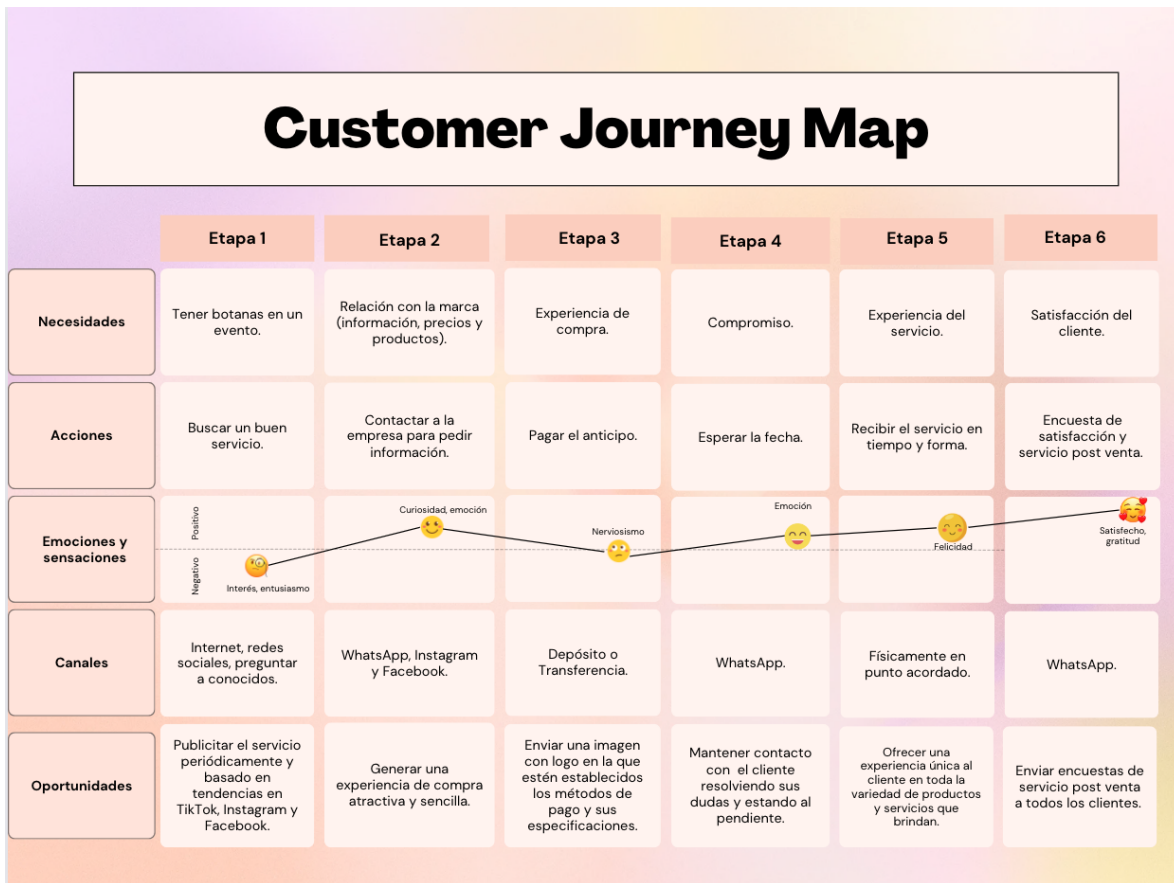 Customer Journey Map
Etapa 1
Etapa 2
Etapa 3
Etapa 4
Etapa 5
Etapa 6
Necesidades
Tener botanas en un
evento.
Relación con la marca
(información, precios y
productos).
Experiencia de
compra.
Compromiso.
Experiencia del
servicio.
Satisfacción del
cliente.
Acciones
Buscar un buen
servicio.
Contactar a la
empresa para pedir
información.
Pagar el anticipo.
Esperar la fecha.
Recibir el servicio en
tiempo y forma.
Encuesta de
satisfacción y
servicio post venta.
Emociones y
sensaciones
Positivo
Negativo
Interés, entusiasmo
Curiosidad, emoción
Nerviosismo
Emoción
Felicidad
Satisfecho,
gratitud
Canales
Internet, redes
sociales, preguntar
a conocidos.
WhatsApp, Instagram
y Facebook.
Depósito o
Transferencia.
WhatsApp.
Físicamente en
punto acordado.
WhatsApp.
Oportunidades
Publicitar el servicio
periódicamente y
basado en
tendencias en
TikTok, Instagram y
Facebook.
Generar una
experiencia de compra
atractiva y sencilla.
Enviar una imagen
con logo en la que
estén establecidos
los métodos de
pago y sus
especificaciones.
Mantener contacto
con el cliente
resolviendo sus
dudas y estando al
pendiente.
Ofrecer una
experiencia única al
cliente en toda la
variedad de productos
y servicios que
brindan.
Enviar encuestas de
servicio post venta
a todos los clientes.